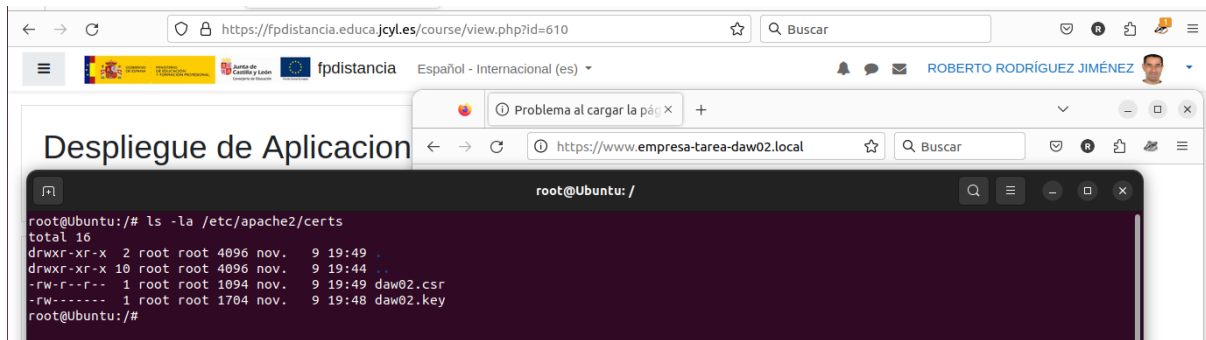 https://fpdistancia.educa.jcyl.es/course/view.php?id=610
Buscar
Junta de Castilla y León
fpdistancia
Español - Internacional (es)
ROBERTO RODRÍGUEZ JIMÉNEZ
Problema al cargar la pág
Despliegue de Aplicacion
https://www.empresa-tarea-daw02.local
Buscar
root@Ubuntu: /
root@Ubuntu:/# ls -la /etc/apache2/certs
total 16
drwxr-xr-x  2 root root 4096 nov.   9 19:49 .
drwxr-xr-x 10 root root 4096 nov.   9 19:44 ..
-rw-r--r--  1 root root 1094 nov.   9 19:49 daw02.csr
-rw-------  1 root root 1704 nov.   9 19:48 daw02.key
root@Ubuntu:/#